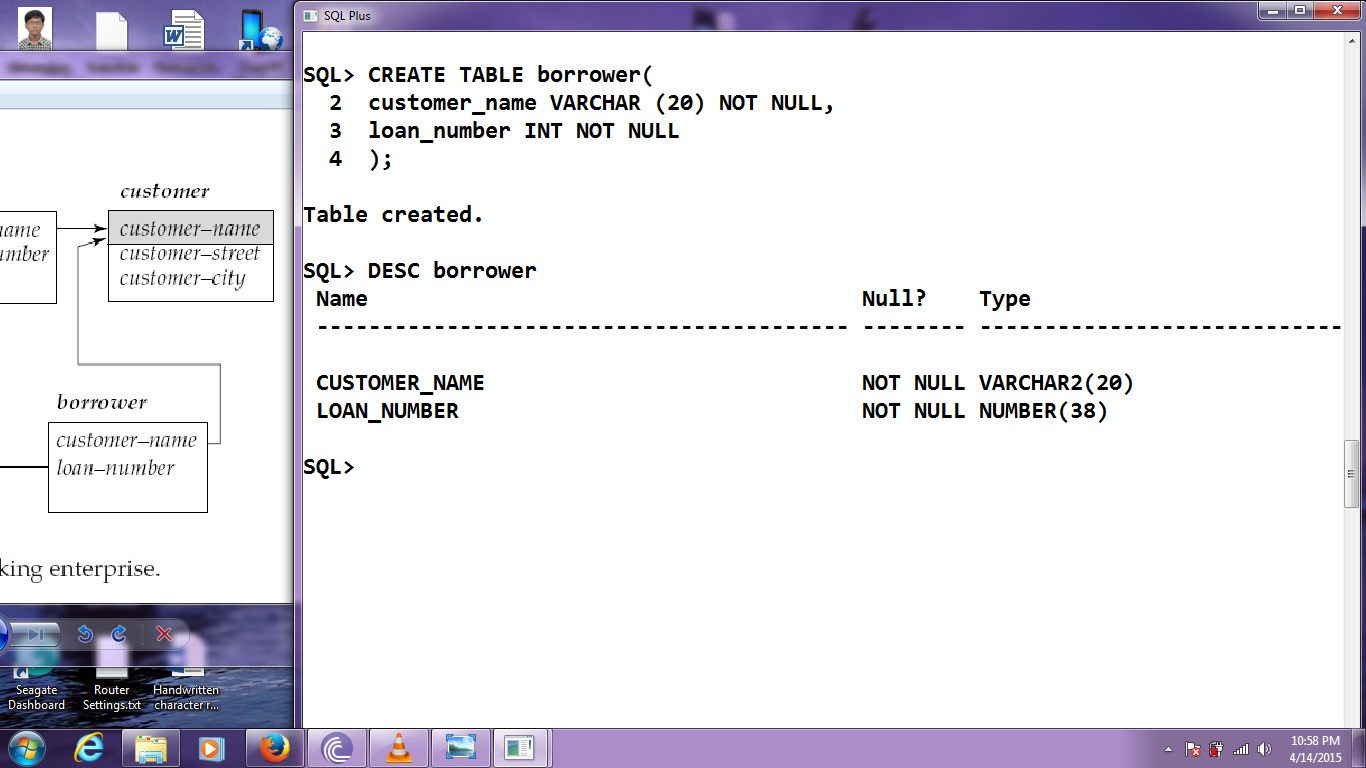 SQL Plus
SQL> CREATE TABLE borrower(
2 customer_name VARCHAR (20) NOT NULL,
3 loan_number INT NOT NULL
4 );
Table created.
SQL> DESC borrower
Name Null? Type
----------------------------------------- -------- ----------------------------
CUSTOMER_NAME NOT NULL VARCHAR2(20)
LOAN_NUMBER NOT NULL NUMBER(38)
SQL>
customer
customer–name
customer–street
customer–city
borrower
customer–name
loan–number
king enterprise.
Seagate
Dashboard
Router
Settings.txt
Handwritten
character r...
10:58 PM
4/14/2015